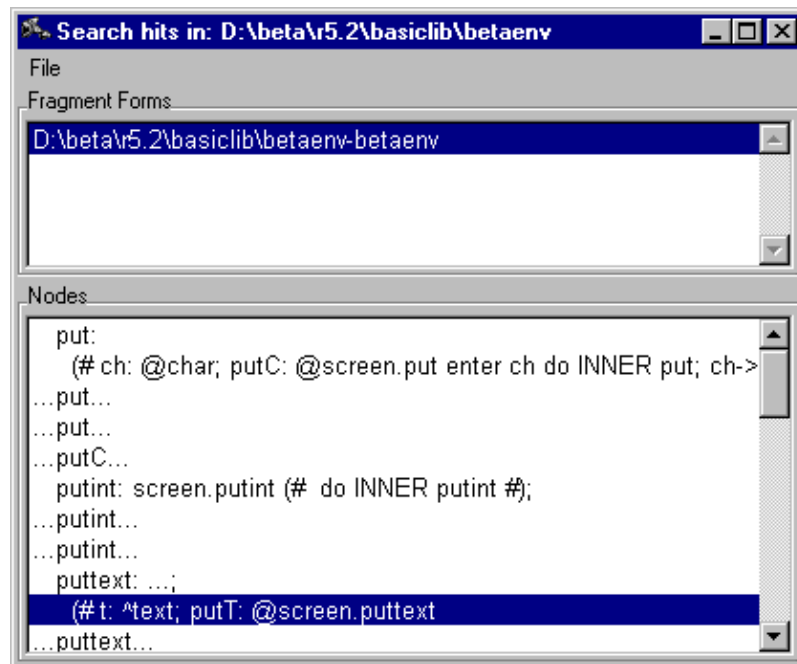 Search hits in: D:\beta\r5.2\basiclib\betaenv
File
Fragment Forms
D:\beta\r5.2\basiclib\betaenv-betaenv
Nodes
put:
(# ch: @char; putC: @screen.put enter ch do INNER put; ch->
...put...
...put...
...putC...
putint: screen.putint (# do INNER putint #);
...putint...
...putint...
puttext: ...;
(# t: ^text; putT: @screen.puttext
...puttext...